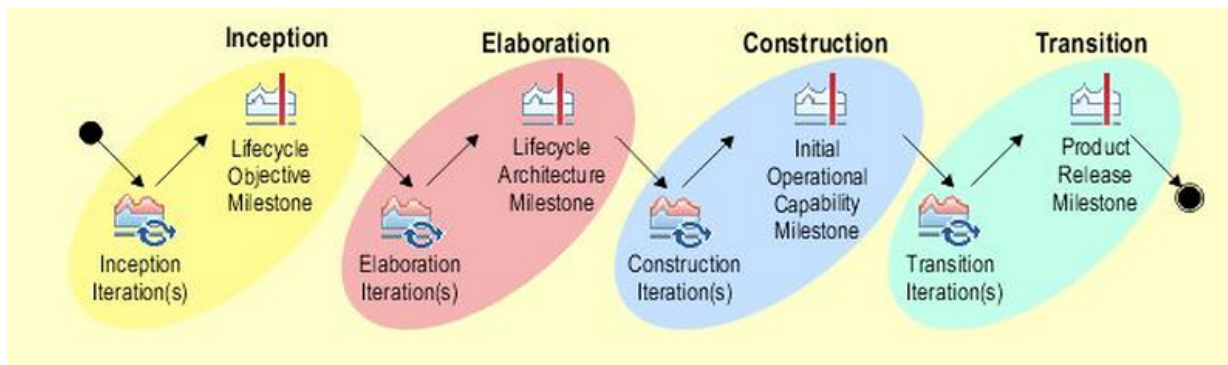 Inception
Elaboration
Construction
Transition
Lifecycle
Objective
Milestone
Inception
Iteration(s)
Lifecycle
Architecture
Milestone
Elaboration
Iteration(s)
Initial
Operational
Capability
Milestone
Construction
Iteration(s)
Product
Release
Milestone
Transition
Iteration(s)